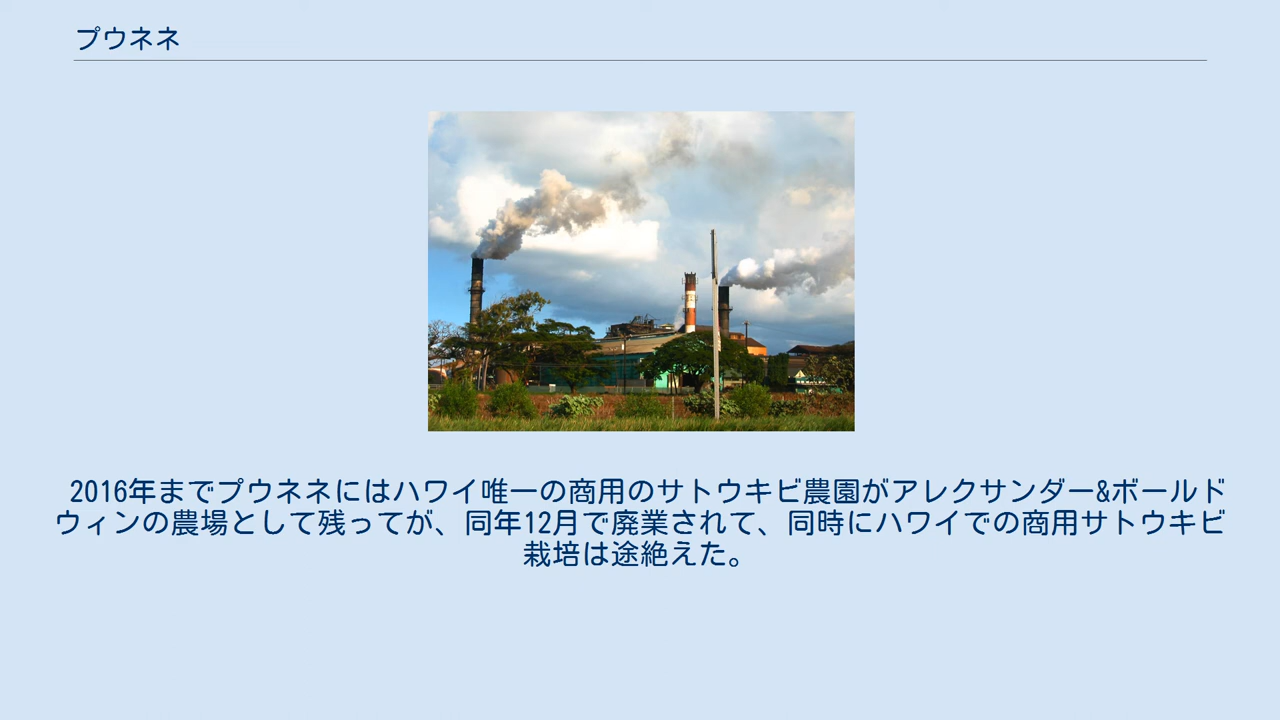 プウネネ
2016年までプウネネにはハワイ唯一の商用のサトウキビ農園がアレクサンダー&ボールド
ウィンの農場として残ってが、同年12月で廃業されて、同時にハワイでの商用サトウキビ
栽培は途絶えた。